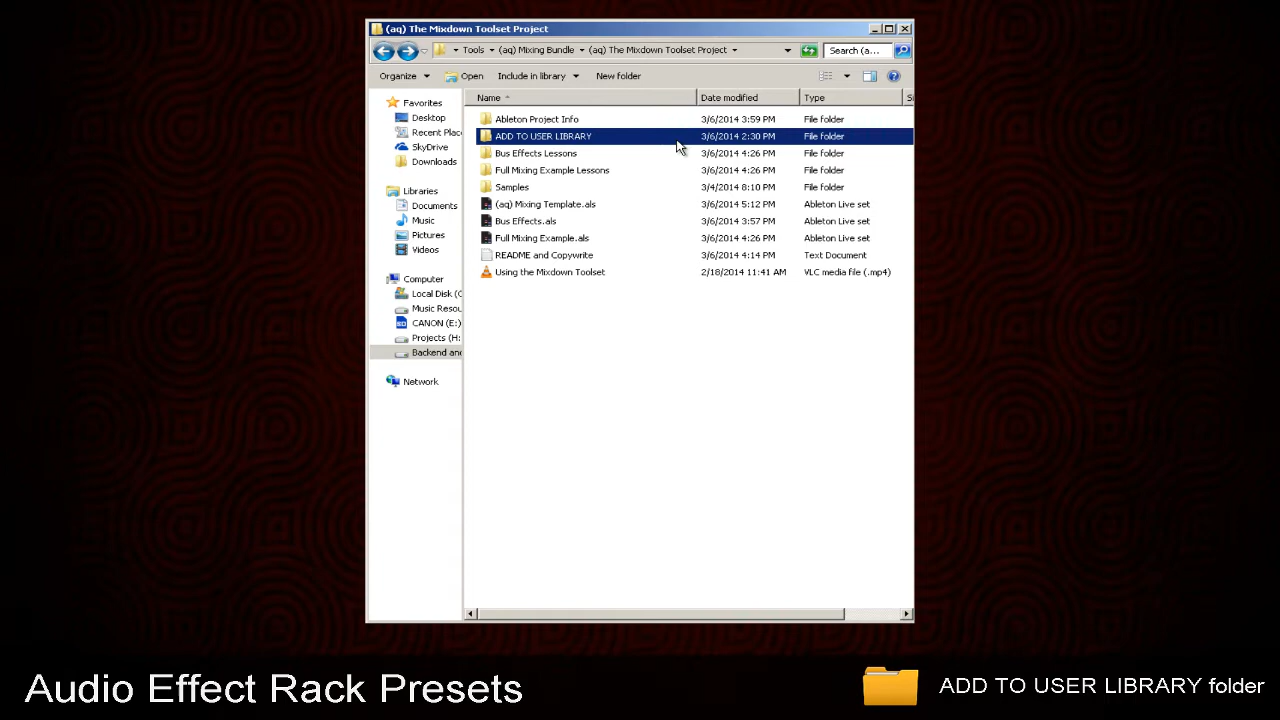 (aq) The Mixdown Toolset Project
Tools (aq) Mixing Bundle (aq) The Mixdown Toolset Project Search (a...
Organize Open Include in library New folder
Name Date modified Type
Favorites
Desktop
Recent Plac
SkyDrive
Downloads
Libraries
Documents
Music
Pictures
Videos
Computer
Local Disk (C
Music Resou
CANON (E:)
Projects (H:
Backend and
Network
Ableton Project Info 3/6/2014 3:59 PM File folder
ADD TO USER LIBRARY 3/6/2014 2:30 PM File folder
Bus Effects Lessons 3/6/2014 4:26 PM File folder
Full Mixing Example Lessons 3/6/2014 4:26 PM File folder
Samples 3/4/2014 8:10 PM File folder
(aq) Mixing Template.als 3/6/2014 5:12 PM Ableton Live set
Bus Effects.als 3/6/2014 3:57 PM Ableton Live set
Full Mixing Example.als 3/6/2014 4:26 PM Ableton Live set
README and Copywrite 3/6/2014 4:14 PM Text Document
Using the Mixdown Toolset 2/18/2014 11:41 AM VLC media file (.mp4)
Audio Effect Rack Presets
ADD TO USER LIBRARY folder